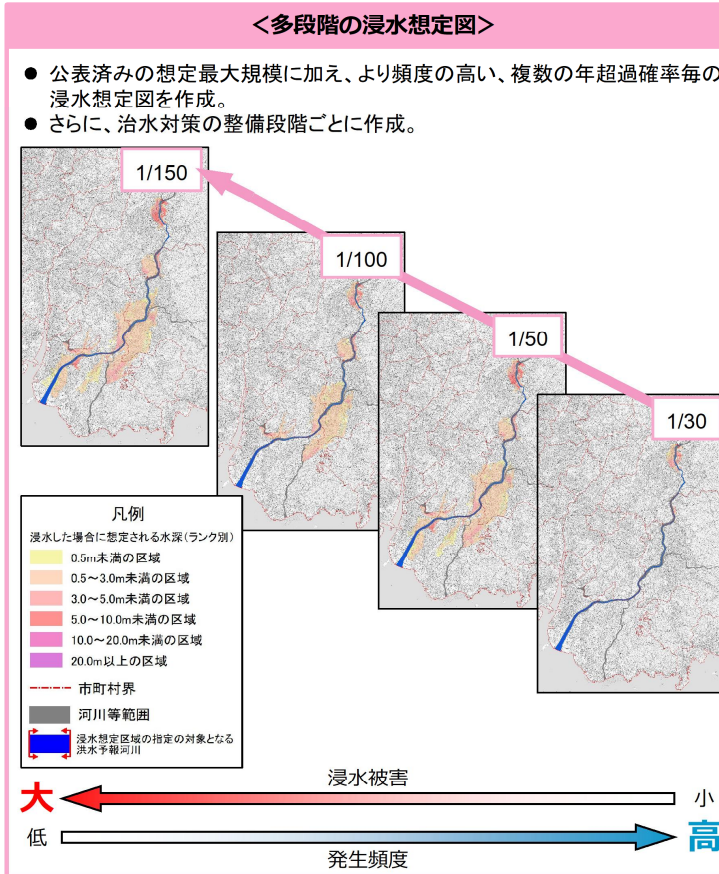 ＜多段階の浸水想定図＞
● 公表済みの想定最大規模に加え、より頻度の高い、複数の年超過確率毎の
浸水想定図を作成。
● さらに、治水対策の整備段階ごとに作成。
1/150
1/100
1/50
1/30
凡例
浸水した場合に想定される水深(ランク別)
0.5m未満の区域
0.5～3.0m未満の区域
3.0～5.0m未満の区域
5.0～10.0m未満の区域
10.0～20.0m未満の区域
20.0m以上の区域
市町村界
河川等範囲
浸水想定区域の指定の対象となる
洪水予報河川
浸水被害
大
小
低
高
発生頻度